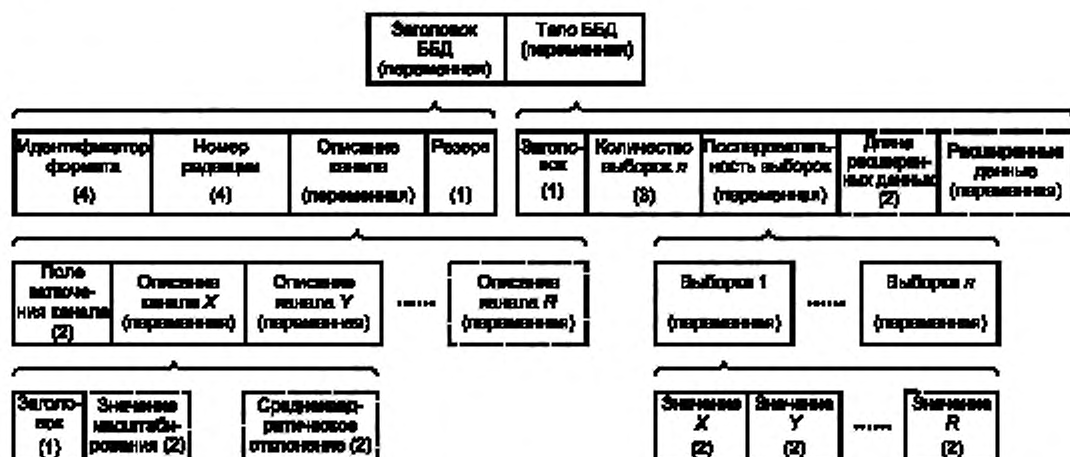 Заголовок
ББД
(переменная)
Тело ББД
(переменная)
Идентификатор
формата
(4)
Номер
редакции
(4)
Описание
канала
(переменная)
Резерв
(1)
Заголо-
вок
(1)
Количество
выборок n
(3)
Последователь-
ность выборок
(переменная)
Длина
расширен-
ных данных
(2)
Расширенные
данные
(переменная)
Поле
включе-
ния канала
(2)
Описание
канала X
(переменная)
Описание
канала Y
(переменная)
......
Описание
канала R
(переменная)
Выборка 1
(переменная)
......
Выборка n
(переменная)
Заголо-
вок
(1)
Значение
масштаби-
рования (2)
Среднеквад-
ратическое
отклонение (2)
Значение
X
(2)
Значение
Y
(2)
......
Значение
R
(2)